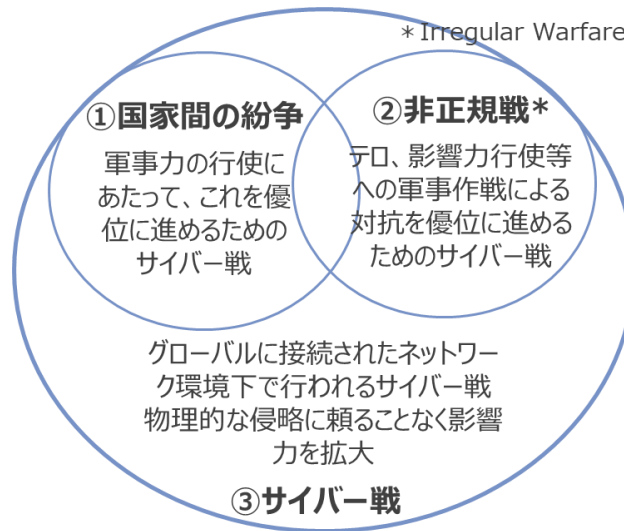 * Irregular Warfare
①国家間の紛争
軍事力の行使に
あたって、これを優
位に進めるための
サイバー戦
②非正規戦*
テロ、影響力行使等
への軍事作戦による
対抗を優位に進める
ためのサイバー戦
グローバルに接続されたネットワー
ク環境下で行われるサイバー戦
物理的な侵略に頼ることなく影響
力を拡大
③サイバー戦